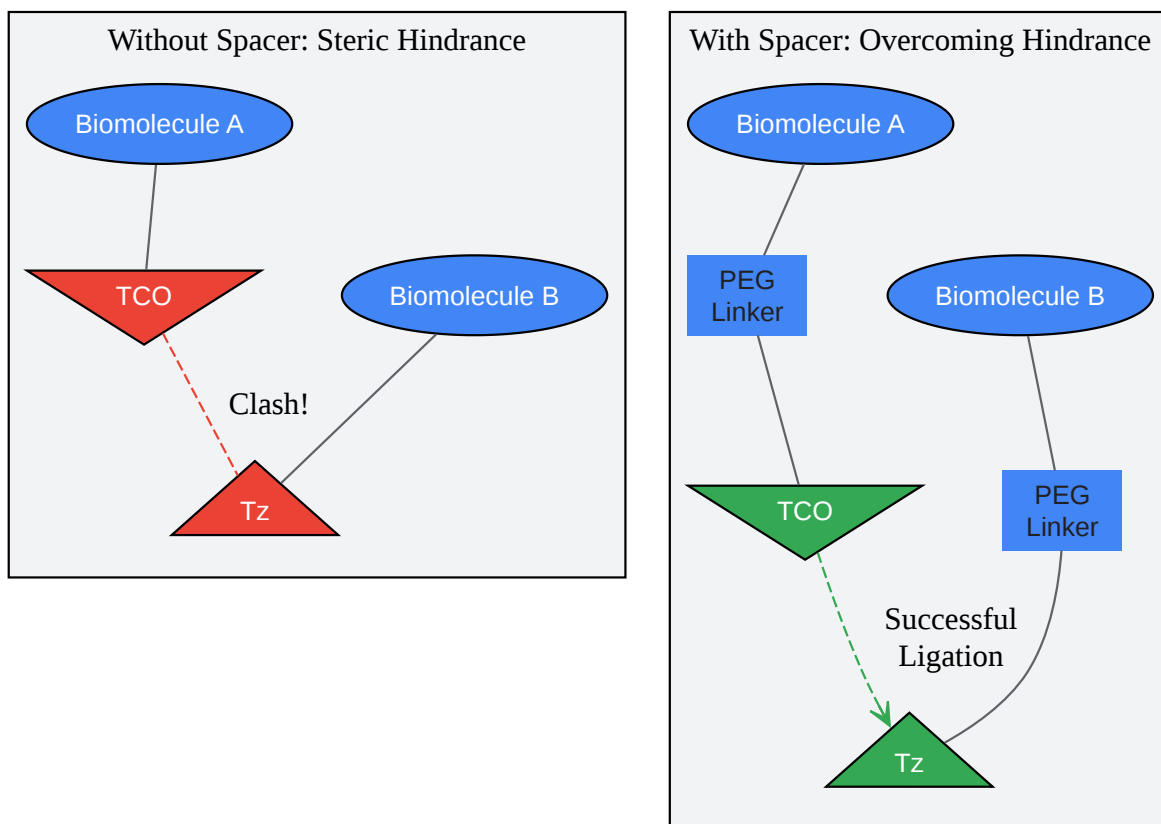 Without Spacer: Steric Hindrance
Biomolecule A
TCO
Biomolecule B
Clash!
Tz
With Spacer: Overcoming Hindrance
Biomolecule A
PEG
Linker
Biomolecule B
TCO
PEG
Linker
Successful
Ligation
Tz